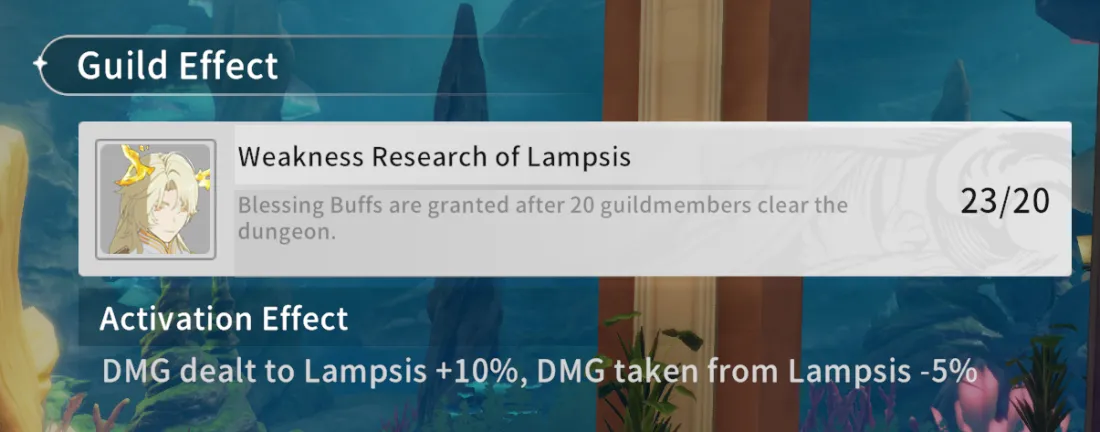 Guild Effect
Weakness Research of Lampsis
Blessing Buffs are granted after 20 guildmembers clear the
dungeon.
23/20
Activation Effect
DMG dealt to Lampsis +10%, DMG taken from Lampsis -5%